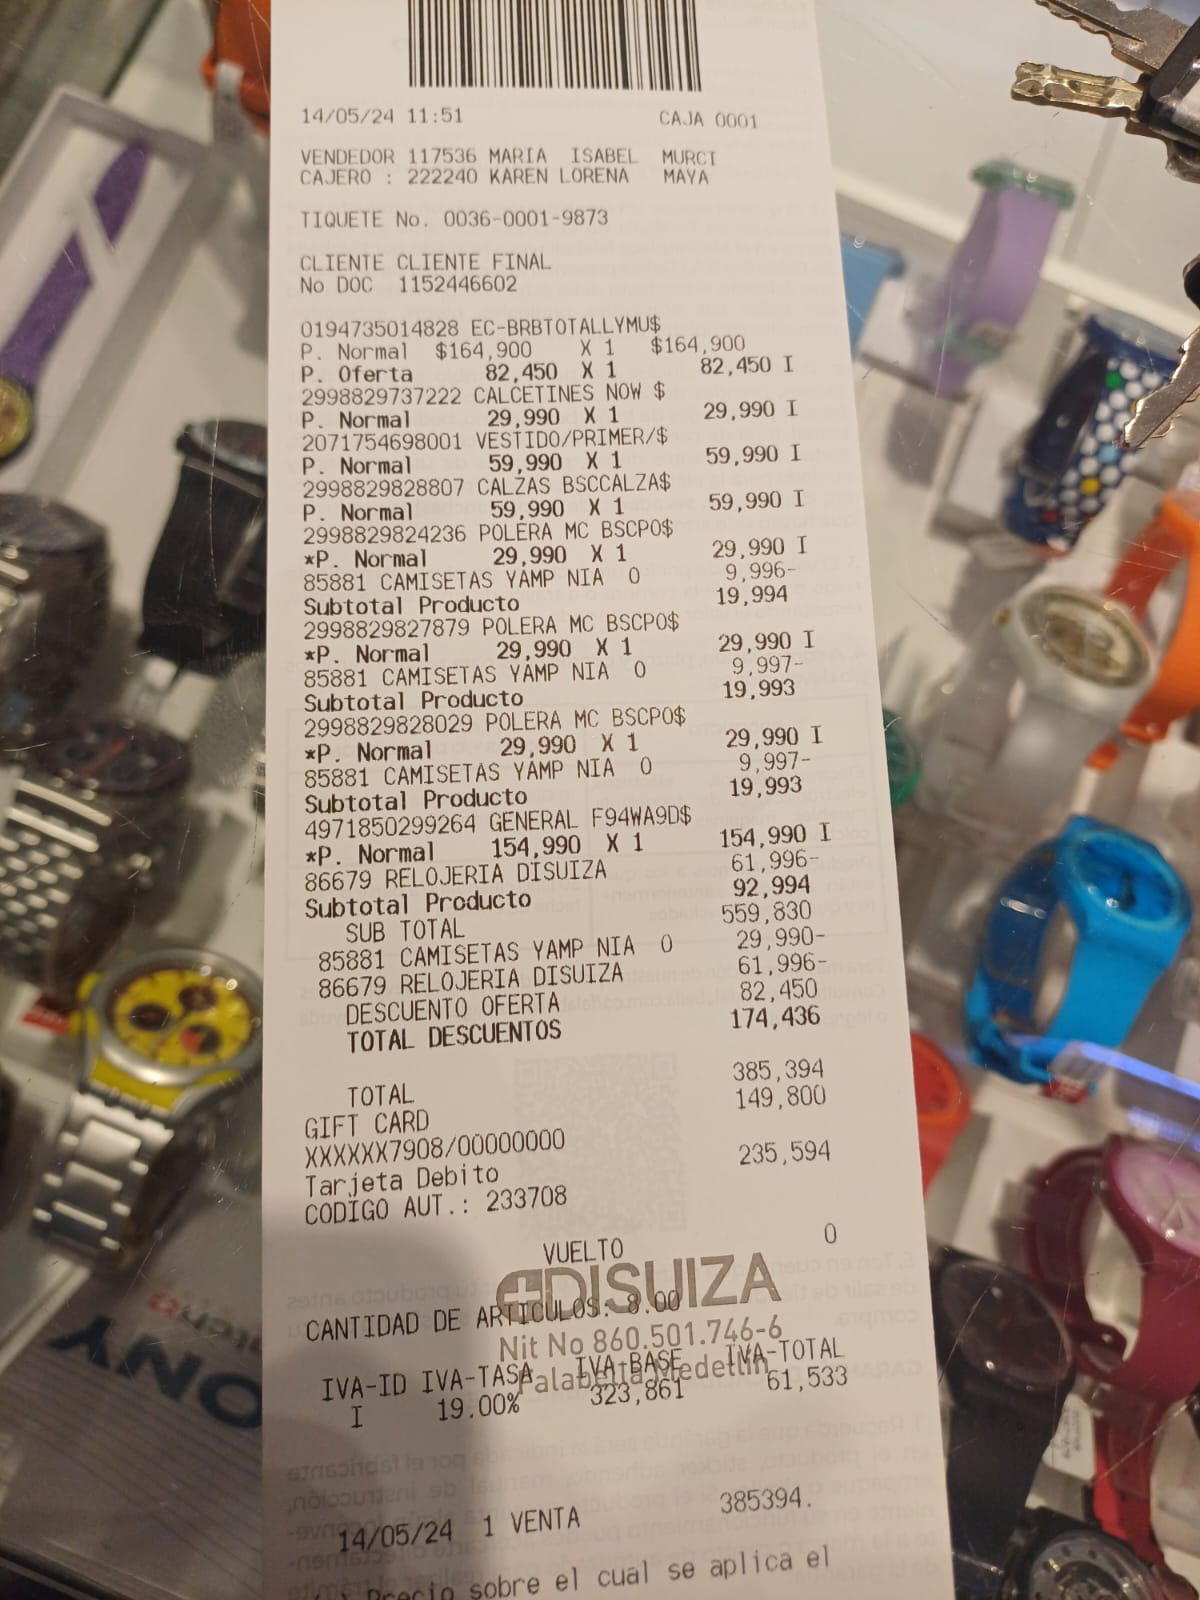 14/05/24 11:51 CAJA 0001
VENDEDOR 117536 MARIA ISABEL MURCI
CAJERO : 222240 KAREN LORENA MAYA
TIQUETE No. 0036-0001-9873
CLIENTE CLIENTE FINAL
No DOC 1152446602
0194735014828 EC-BRBTOTALLYMU$
P. Normal $164,900 X 1 $164,900
P. Oferta 82,450 X 1 82,450 I
2998829737222 CALCETINES NOW $
P. Normal 29,990 X 1 29,990 I
2071754698001 VESTIDO/PRIMER/$
P. Normal 59,990 X 1 59,990 I
2998829828807 CALZAS BSCCALZA$
P. Normal 59,990 X 1 59,990 I
2998829824236 POLERA MC BSCPO$
*P. Normal 29,990 X 1 29,990 I
85881 CAMISETAS YAMP NIA 0 9,996-
Subtotal Producto 19,994
2998829827879 POLERA MC BSCPO$
*P. Normal 29,990 X 1 29,990 I
85881 CAMISETAS YAMP NIA 0 9,997-
Subtotal Producto 19,993
2998829828029 POLERA MC BSCPO$
*P. Normal 29,990 X 1 29,990 I
85881 CAMISETAS YAMP NIA 0 9,997-
Subtotal Producto 19,993
4971850299264 GENERAL F94WA9D$
*P. Normal 154,990 X 1 154,990 I
86679 RELOJERIA DISUIZA 61,996-
Subtotal Producto 92,994
SUB TOTAL 559,830
85881 CAMISETAS YAMP NIA 0 29,990-
86679 RELOJERIA DISUIZA 61,996-
DESCUENTO OFERTA 82,450
TOTAL DESCUENTOS 174,436
TOTAL 385,394
GIFT CARD 149,800
XXXXXX7908/00000000
Tarjeta Debito 235,594
CODIGO AUT.: 233708
VUELTO 0
DISUIZA
CANTIDAD DE ARTICULOS: 8.00
Nit No 860.501.746-6
Falabella Medellin
IVA-ID IVA-TASA IVA-BASE IVA-TOTAL
I 19.00% 323,861 61,533
14/05/24 1 VENTA 385394.
Precio sobre el cual se aplica el